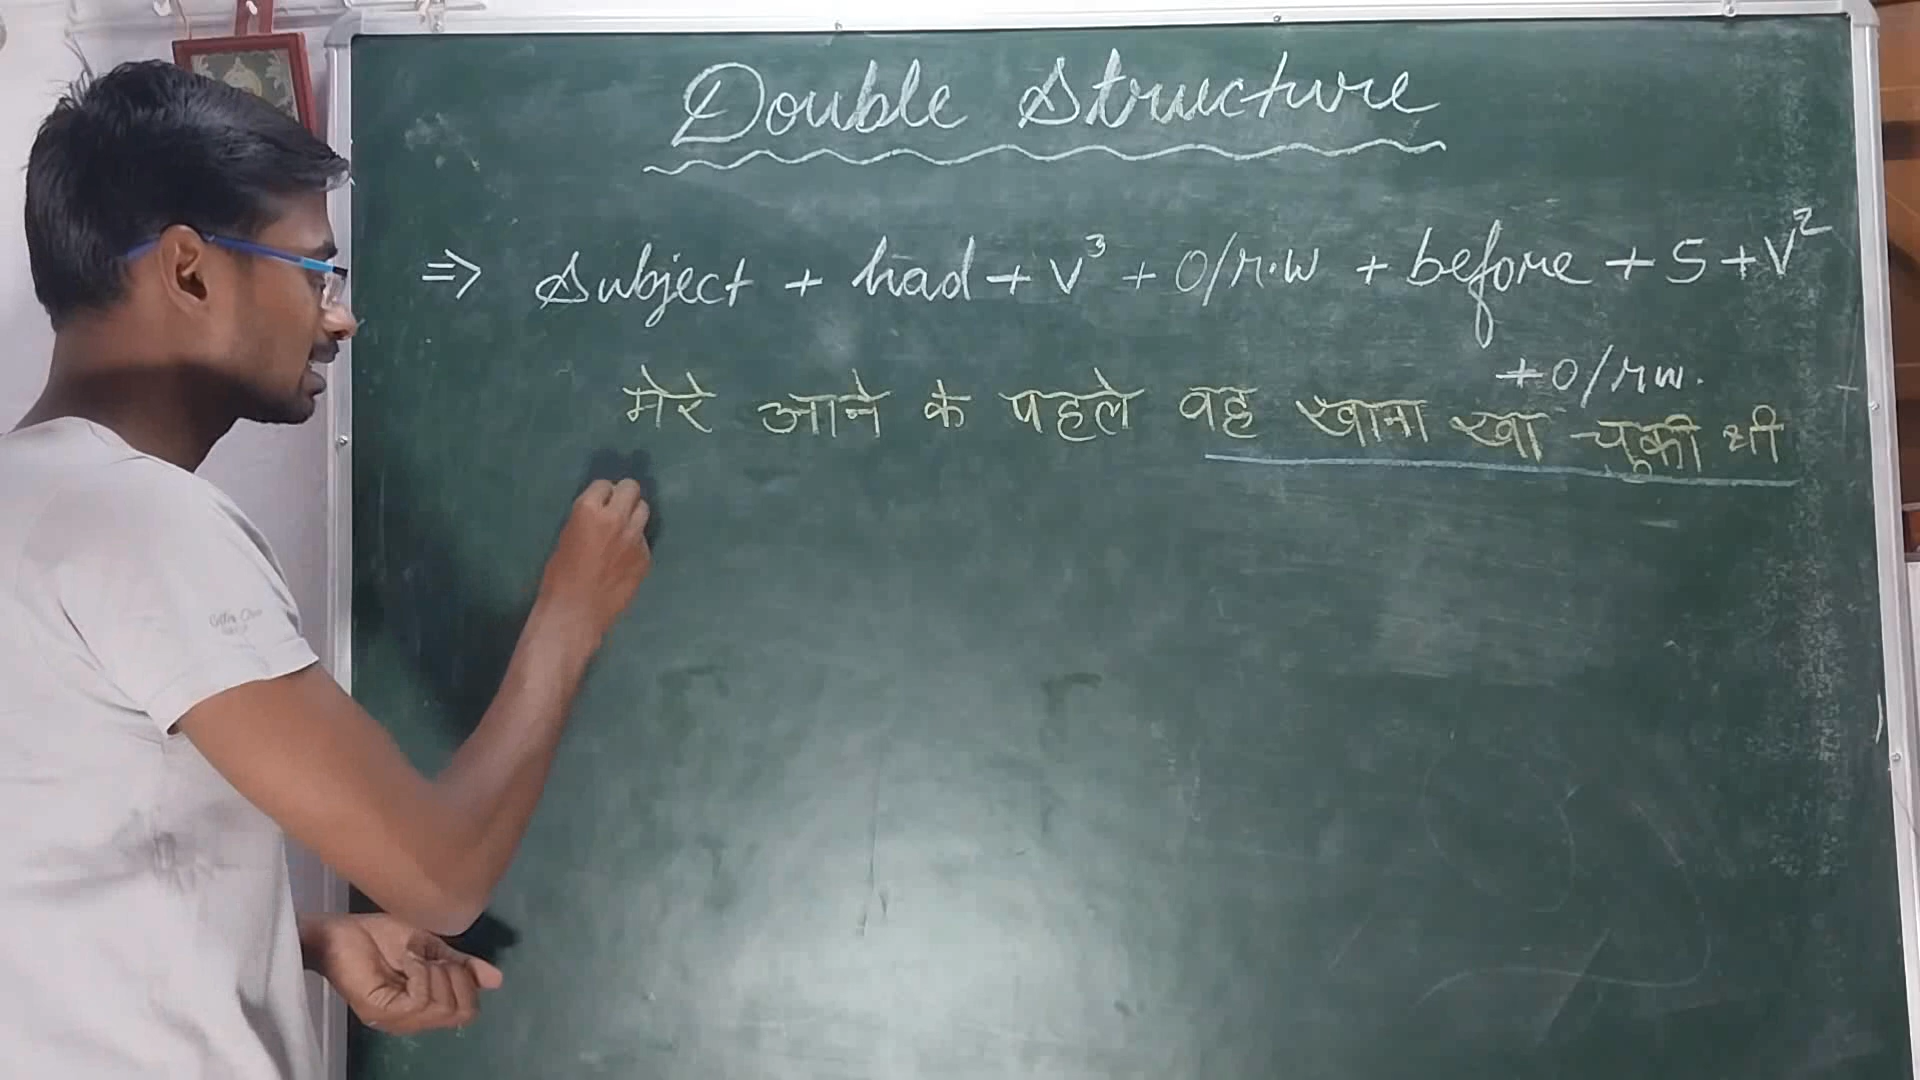 Double Structure
⇒ Subject + had + V³ + O/r.w + before + S + V²
+ O/r.w.
मेरे आने के पहले वह खाना खा चूकी थी